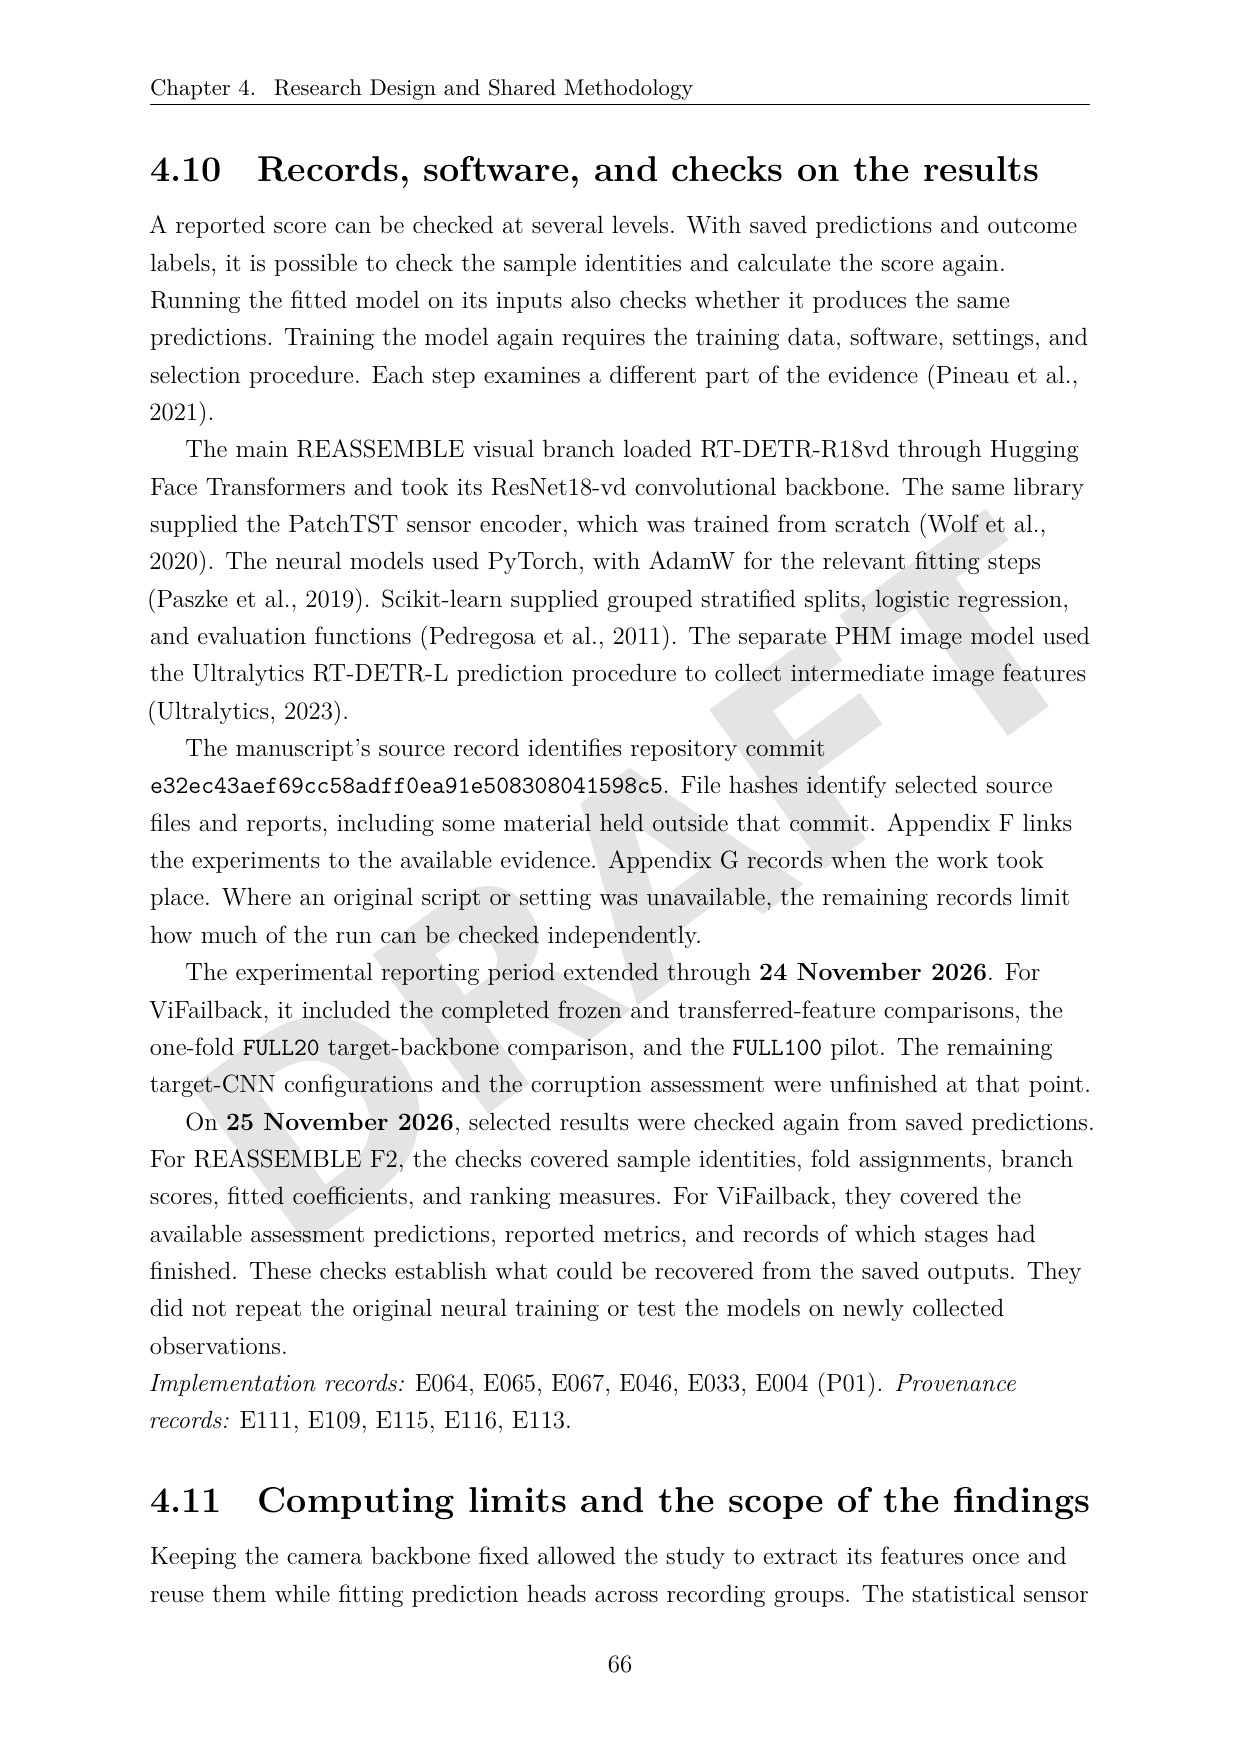 Chapter 4. Research Design and Shared Methodology
4.10 Records, software, and checks on the results
A reported score can be checked at several levels. With saved predictions and outcome
labels, it is possible to check the sample identities and calculate the score again.
Running the fitted model on its inputs also checks whether it produces the same
predictions. Training the model again requires the training data, software, settings, and
selection procedure. Each step examines a different part of the evidence (Pineau et al.,
2021).
The main REASSEMBLE visual branch loaded RT-DETR-R18vd through Hugging
Face Transformers and took its ResNet18-vd convolutional backbone. The same library
supplied the PatchTST sensor encoder, which was trained from scratch (Wolf et al.,
2020). The neural models used PyTorch, with AdamW for the relevant fitting steps
(Paszke et al., 2019). Scikit-learn supplied grouped stratified splits, logistic regression,
and evaluation functions (Pedregosa et al., 2011). The separate PHM image model used
the Ultralytics RT-DETR-L prediction procedure to collect intermediate image features
(Ultralytics, 2023).
The manuscript's source record identifies repository commit
e32ec43aef69cc58adff0ea91e508308041598c5. File hashes identify selected source
files and reports, including some material held outside that commit. Appendix F links
the experiments to the available evidence. Appendix G records when the work took
place. Where an original script or setting was unavailable, the remaining records limit
how much of the run can be checked independently.
The experimental reporting period extended through 24 November 2026. For
ViFailback, it included the completed frozen and transferred-feature comparisons, the
one-fold FULL20 target-backbone comparison, and the FULL100 pilot. The remaining
target-CNN configurations and the corruption assessment were unfinished at that point.
On 25 November 2026, selected results were checked again from saved predictions.
For REASSEMBLE F2, the checks covered sample identities, fold assignments, branch
scores, fitted coefficients, and ranking measures. For ViFailback, they covered the
available assessment predictions, reported metrics, and records of which stages had
finished. These checks establish what could be recovered from the saved outputs. They
did not repeat the original neural training or test the models on newly collected
observations.
Implementation records: E064, E065, E067, E046, E033, E004 (P01). Provenance
records: E111, E109, E115, E116, E113.
4.11 Computing limits and the scope of the findings
Keeping the camera backbone fixed allowed the study to extract its features once and
reuse them while fitting prediction heads across recording groups. The statistical sensor
66
DRAFT